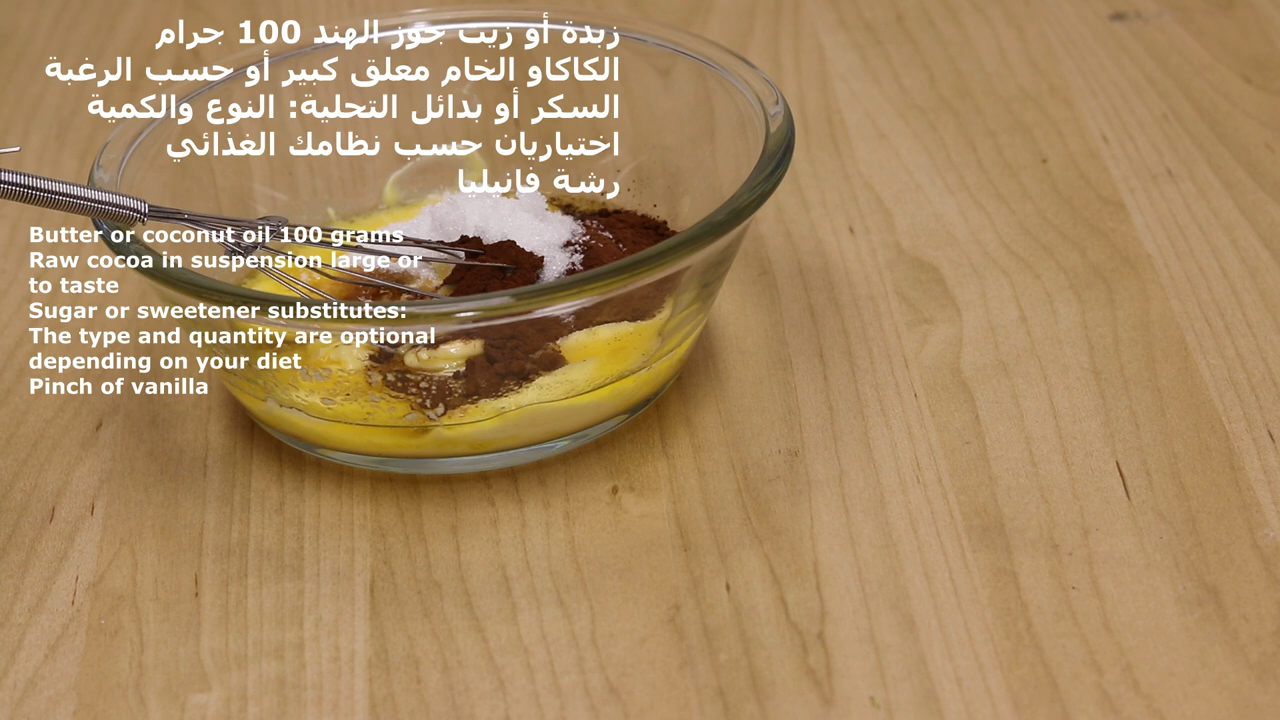 زبدة أو زيت جوز الهند 100 جرام
الكاكاو الخام معلق كبير أو حسب الرغبة
السكر أو بدائل التحلية: النوع والكمية
اختياريان حسب نظامك الغذائي
رشة فانيليا
Butter or coconut oil 100 grams
Raw cocoa in suspension large or
to taste
Sugar or sweetener substitutes:
The type and quantity are optional
depending on your diet
Pinch of vanilla